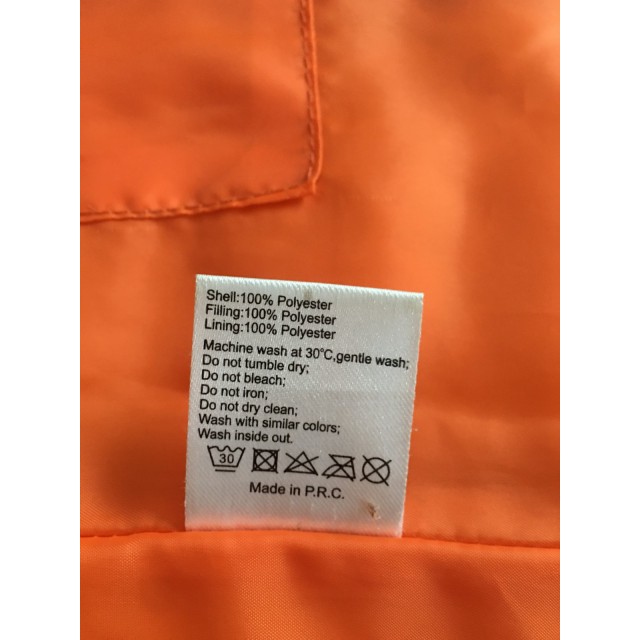 Shell:100% Polyester
Filling:100% Polyester
Lining:100% Polyester
Machine wash at 30℃,gentle wash;
Do not tumble dry;
Do not bleach;
Do not iron;
Do not dry clean;
Wash with similar colors;
Wash inside out.
30
Made in P.R.C.